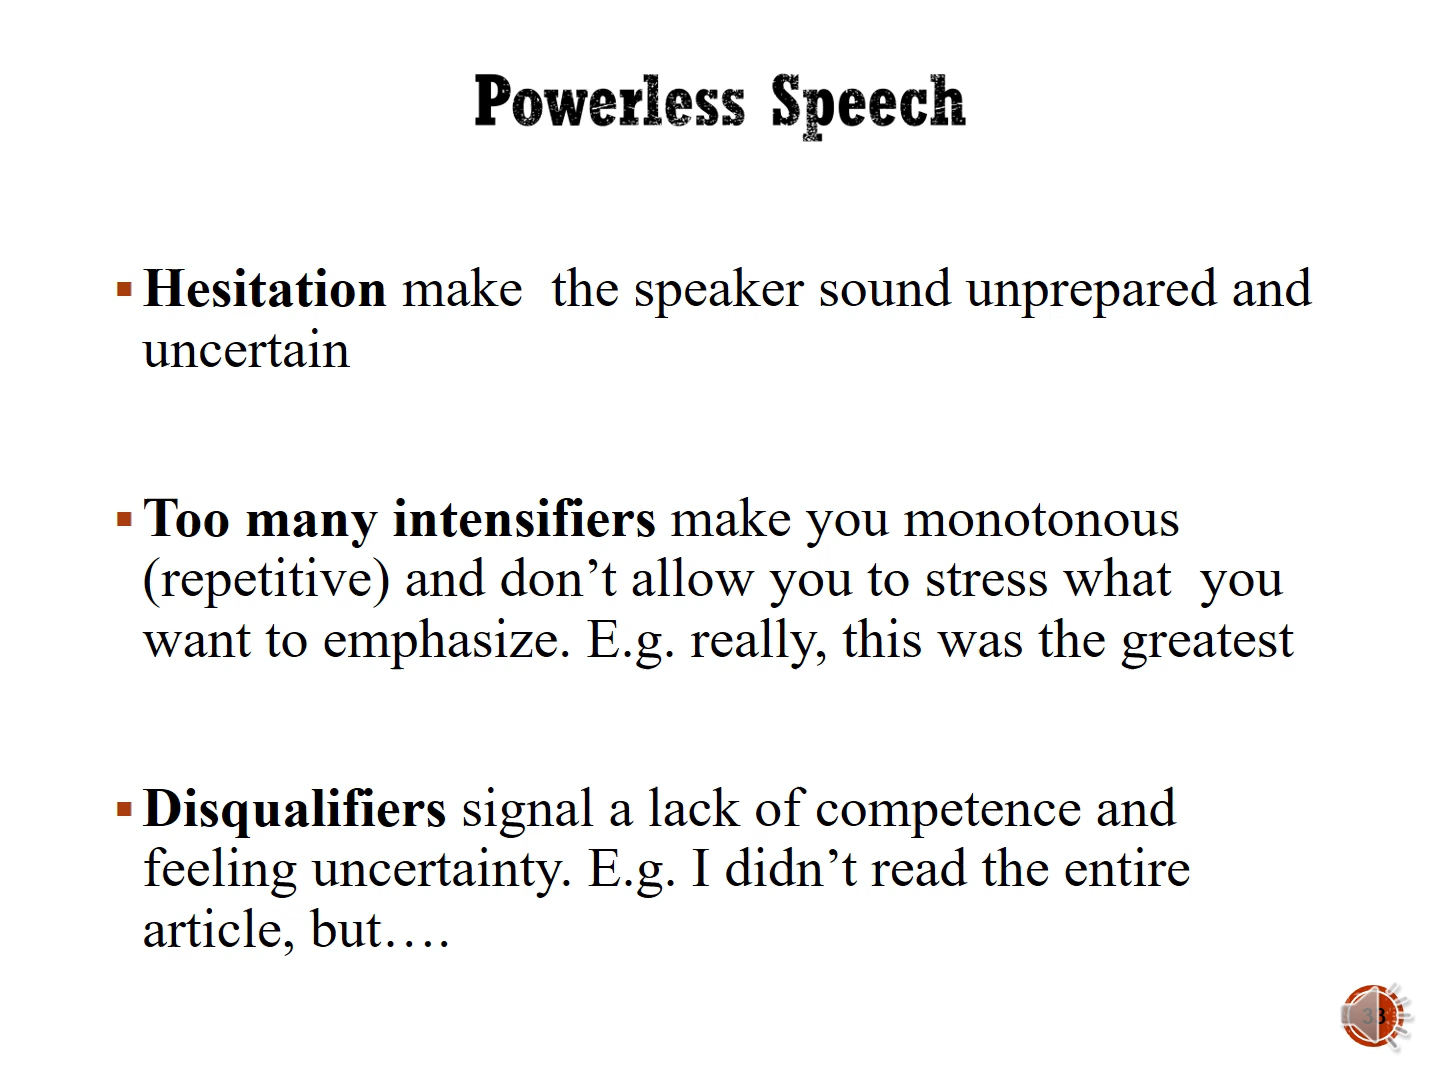 Powerless Speech
▪ Hesitation make  the speaker sound unprepared and
uncertain
▪ Too many intensifiers make you monotonous
(repetitive) and don’t allow you to stress what  you
want to emphasize. E.g. really, this was the greatest
▪ Disqualifiers signal a lack of competence and
feeling uncertainty. E.g. I didn’t read the entire
article, but….
33